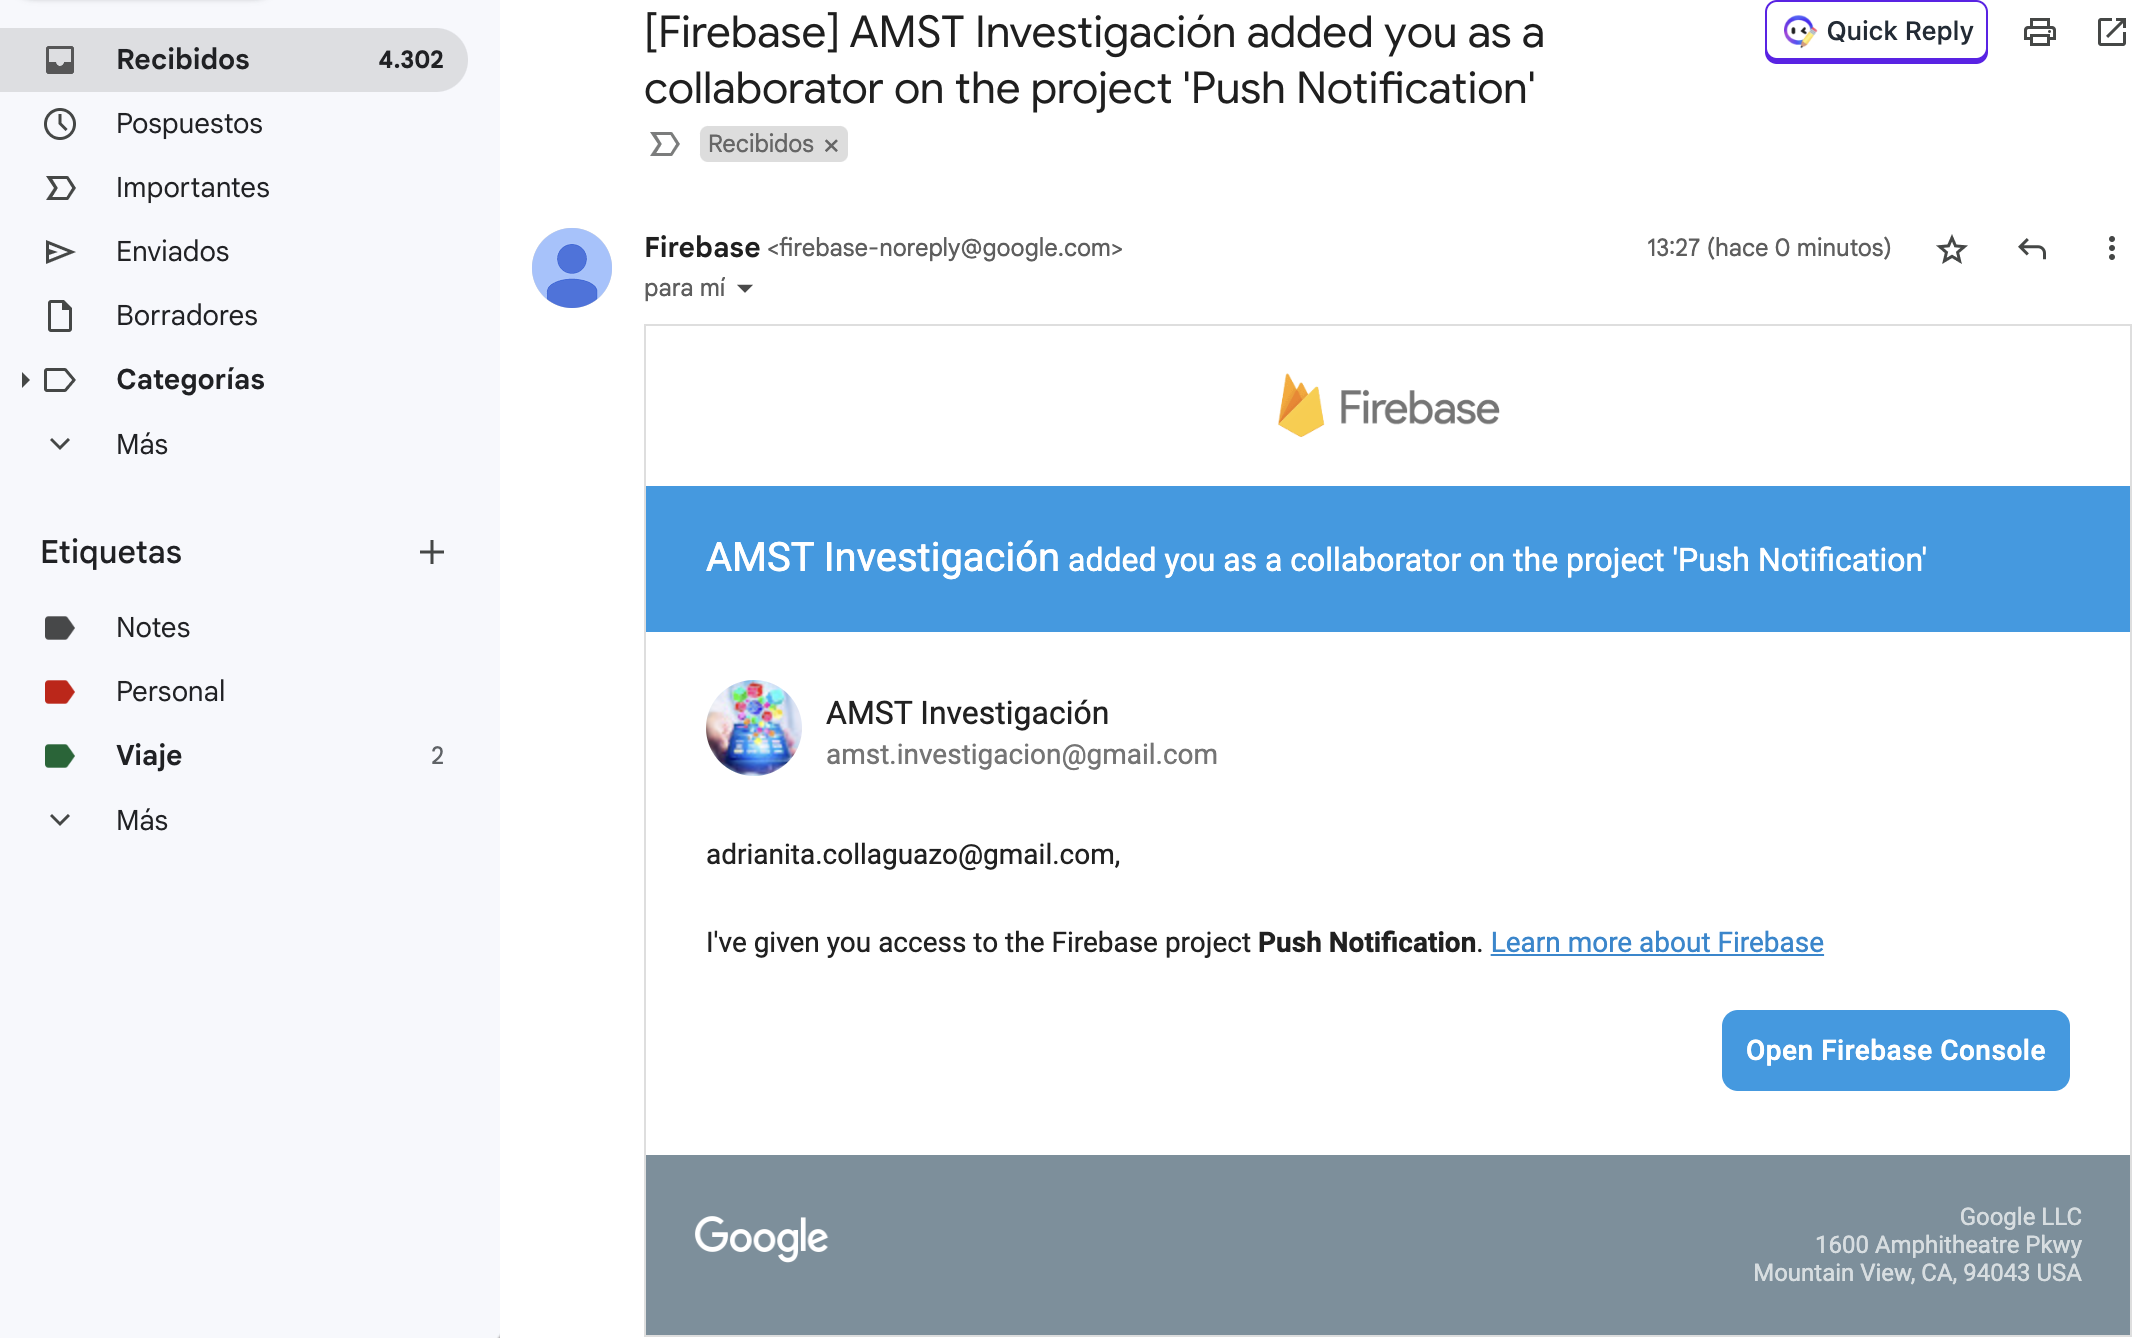 Recibidos 4.302
Pospuestos
Importantes
Enviados
Borradores
Categorías
Más
Etiquetas
Notes
Personal
Viaje 2
Más
[Firebase] AMST Investigación added you as a
collaborator on the project 'Push Notification'
Quick Reply
Recibidos ×
Firebase <firebase-noreply@google.com>
13:27 (hace 0 minutos)
para mí
Firebase
AMST Investigación added you as a collaborator on the project 'Push Notification'
AMST Investigación
amst.investigacion@gmail.com
adrianita.collaguazo@gmail.com,
I've given you access to the Firebase project Push Notification. Learn more about Firebase
Open Firebase Console
Google
Google LLC
1600 Amphitheatre Pkwy
Mountain View, CA, 94043 USA